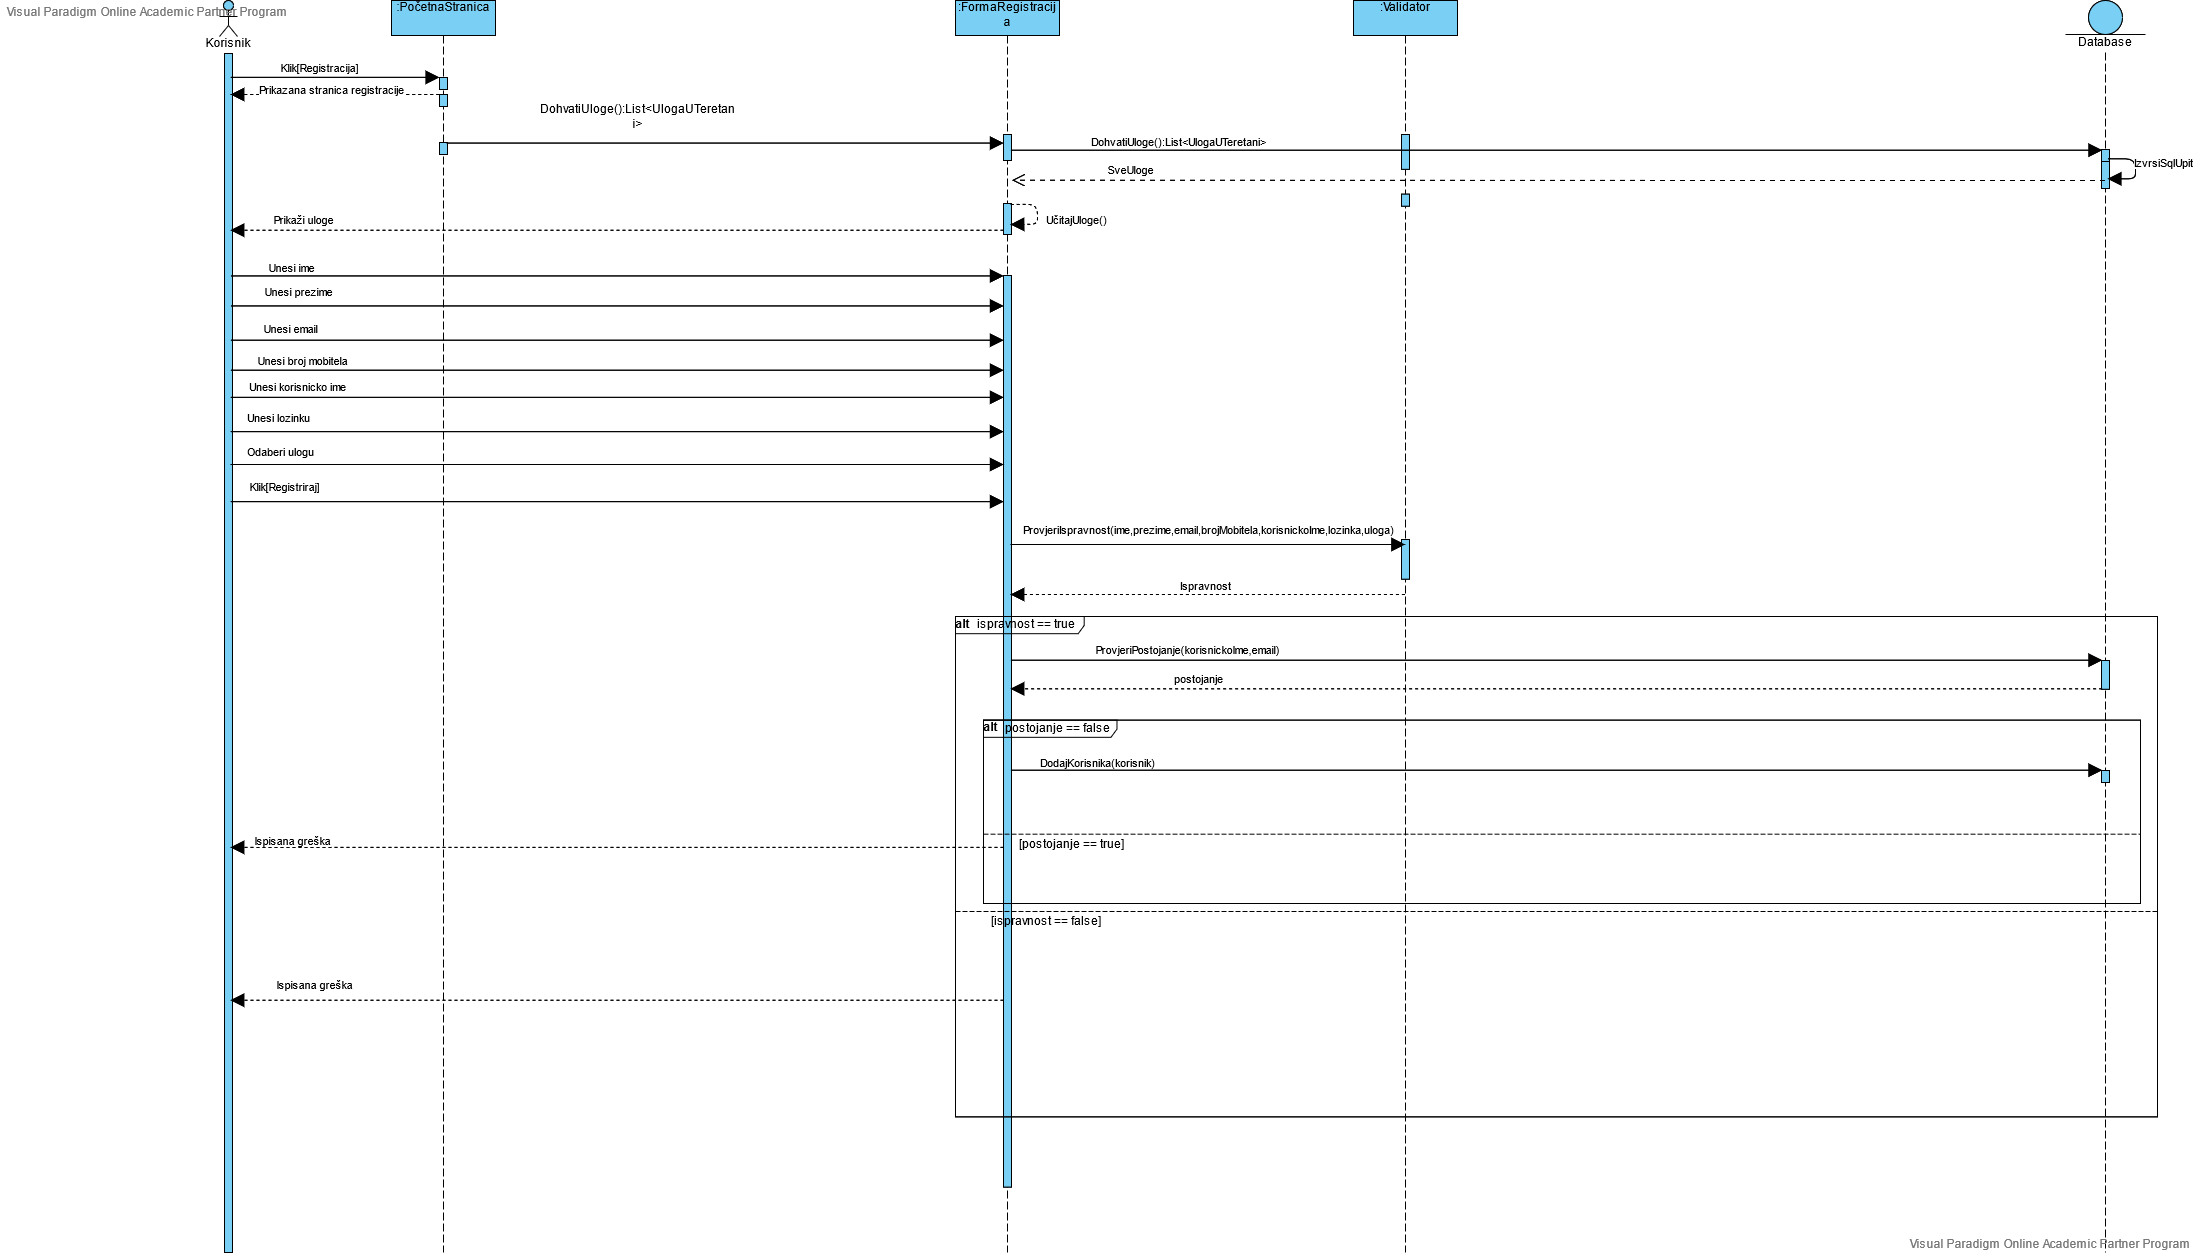 Visual Paradigm Online Academic Partner Program
:PočetnaStranica
:FormaRegistracij
a
:Validator
Korisnik
Database
Klik[Registracija]
Prikazana stranica registracije
DohvatiUloge():List<UlogaUTeretan
i>
DohvatiUloge():List<UlogaUTeretani>
IzvrsiSqlUpit
SveUloge
Prikaži uloge
UčitajUloge()
Unesi ime
Unesi prezime
Unesi email
Unesi broj mobitela
Unesi korisnicko ime
Unesi lozinku
Odaberi ulogu
Klik[Registriraj]
ProvjeriIspravnost(ime,prezime,email,brojMobitela,korisnickoIme,lozinka,uloga)
Ispravnost
alt ispravnost == true
ProvjeriPostojanje(korisnickoIme,email)
postojanje
alt postojanje == false
DodajKorisnika(korisnik)
Ispisana greška
[postojanje == true]
[ispravnost == false]
Ispisana greška
Visual Paradigm Online Academic Partner Program